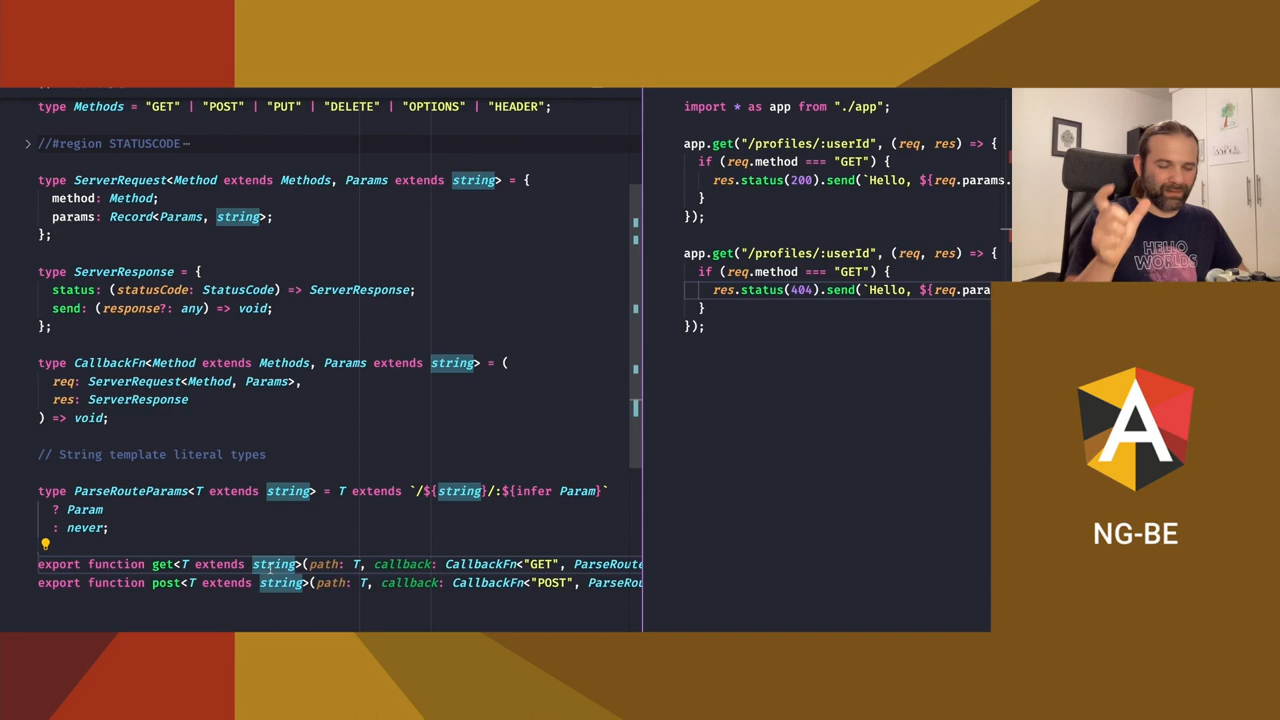 type Methods = "GET" | "POST" | "PUT" | "DELETE" | "OPTIONS" | "HEADER";
//#region STATUSCODE…
type ServerRequest<Method extends Methods, Params extends string> = {
method: Method;
params: Record<Params, string>;
};
type ServerResponse = {
status: (statusCode: StatusCode) => ServerResponse;
send: (response?: any) => void;
};
type CallbackFn<Method extends Methods, Params extends string> = (
req: ServerRequest<Method, Params>,
res: ServerResponse
) => void;
// String template literal types
type ParseRouteParams<T extends string> = T extends `/${string}/:${infer Param}`
? Param
: never;
export function get<T extends string>(path: T, callback: CallbackFn<"GET", ParseRoute
export function post<T extends string>(path: T, callback: CallbackFn<"POST", ParseRou
import * as app from "./app";
app.get("/profiles/:userId", (req, res) => {
if (req.method === "GET") {
res.status(200).send(`Hello, ${req.params.
}
});
app.get("/profiles/:userId", (req, res) => {
if (req.method === "GET") {
res.status(404).send(`Hello, ${req.para
}
});
HELLO
WORLDS
A
NG-BE